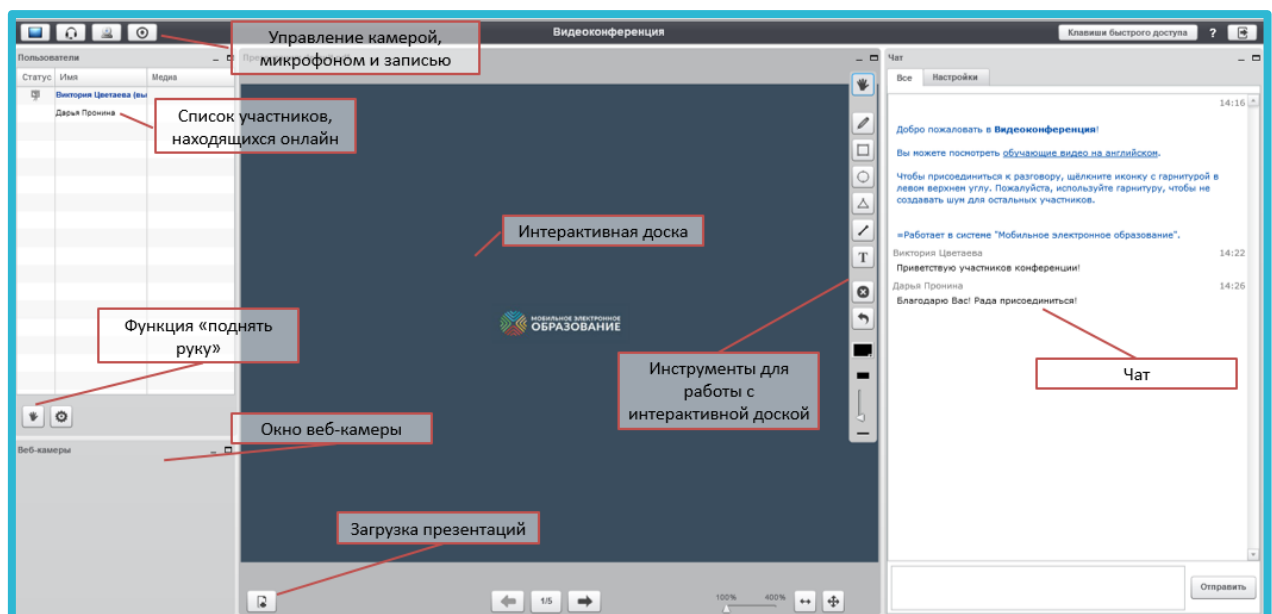 Видеоконференция
Клавиши быстрого доступа
?
Управление камерой,
микрофоном и записью
Пользователи
Статус Имя Медиа
Виктория Цветаева (вы
Дарья Пронина
Список участников,
находящихся онлайн
Функция «поднять
руку»
Веб-камеры
Окно веб-камеры
Интерактивная доска
МОБИЛЬНОЕ ЭЛЕКТРОННОЕ
ОБРАЗОВАНИЕ
T
Инструменты для
работы с
интерактивной доской
Загрузка презентаций
1/5
100% 400%
Чат
Все Настройки
14:16
Добро пожаловать в Видеоконференция!
Вы можете посмотреть обучающие видео на английском.
Чтобы присоединиться к разговору, щёлкните иконку с гарнитурой в
левом верхнем углу. Пожалуйста, используйте гарнитуру, чтобы не
создавать шум для остальных участников.
=Работает в системе "Мобильное электронное образование".
Виктория Цветаева 14:22
Приветствую участников конференции!
Дарья Пронина 14:26
Благодарю Вас! Рада присоединиться!
Чат
Отправить